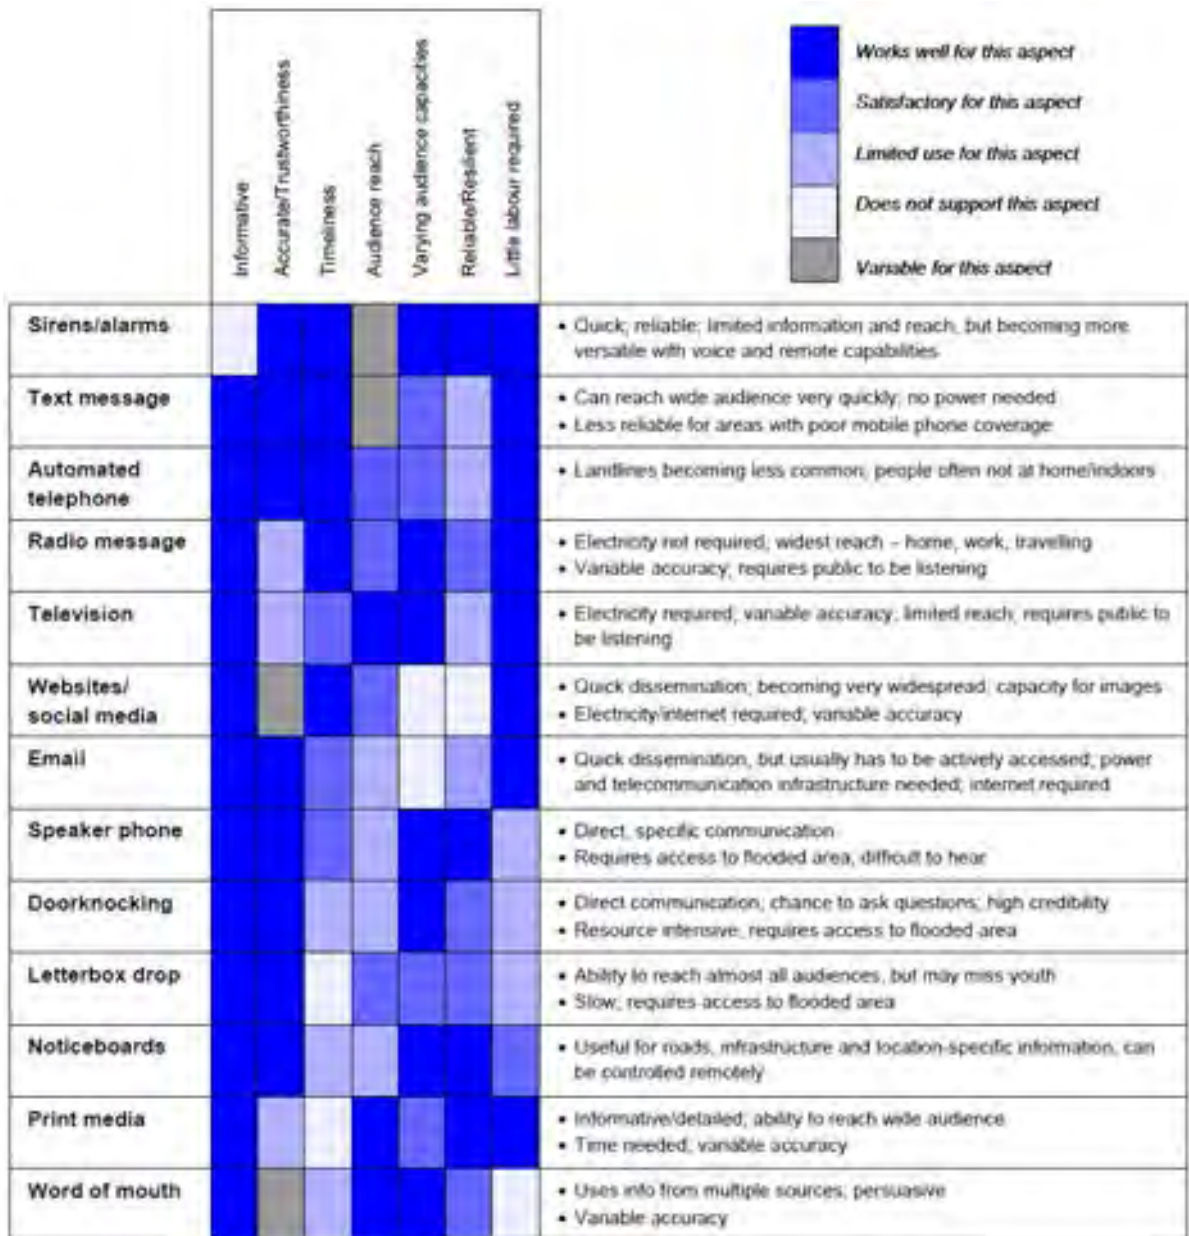 Informative
Accurate/Trustworthiness
Timeliness
Audience reach
Varying audience capacities
Reliable/Resilient
Little labour required
Works well for this aspect
Satisfactory for this aspect
Limited use for this aspect
Does not support this aspect
Variable for this aspect
Sirens/alarms
• Quick; reliable; limited information and reach, but becoming more
versable with voice and remote capabilities
Text message
• Can reach wide audience very quickly; no power needed
• Less reliable for areas with poor mobile phone coverage
Automated
telephone
• Landlines becoming less common; people often not at home/indoors
Radio message
• Electricity not required; widest reach – home, work, travelling
• Variable accuracy; requires public to be listening
Television
• Electricity required; variable accuracy; limited reach; requires public to
be listening
Websites/
social media
• Quick dissemination; becoming very widespread; capacity for images
• Electricity/internet required; variable accuracy
Email
• Quick dissemination, but usually has to be actively accessed; power
and telecommunication infrastructure needed; internet required
Speaker phone
• Direct, specific communication
• Requires access to flooded area; difficult to hear
Doorknocking
• Direct communication; chance to ask questions; high credibility
• Resource intensive; requires access to flooded area
Letterbox drop
• Ability to reach almost all audiences, but may miss youth
• Slow; requires access to flooded area
Noticeboards
• Useful for roads, infrastructure and location-specific information; can
be controlled remotely
Print media
• Informative/detailed; ability to reach wide audience
• Time needed; variable accuracy
Word of mouth
• Uses info from multiple sources; persuasive
• Variable accuracy